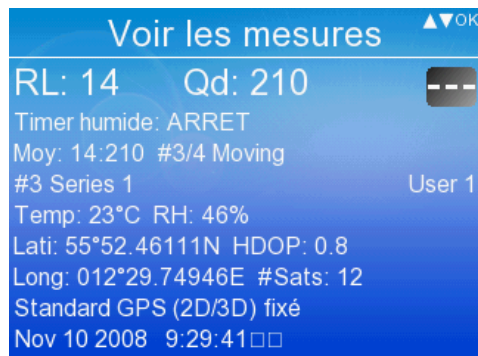 Voir les mesures ▲▼OK
RL: 14 Qd: 210 ---
Timer humide: ARRET
Moy: 14:210 #3/4 Moving
#3 Series 1 User 1
Temp: 23°C RH: 46%
Lati: 55°52.46111N HDOP: 0.8
Long: 012°29.74946E #Sats: 12
Standard GPS (2D/3D) fixé
Nov 10 2008 9:29:41□□